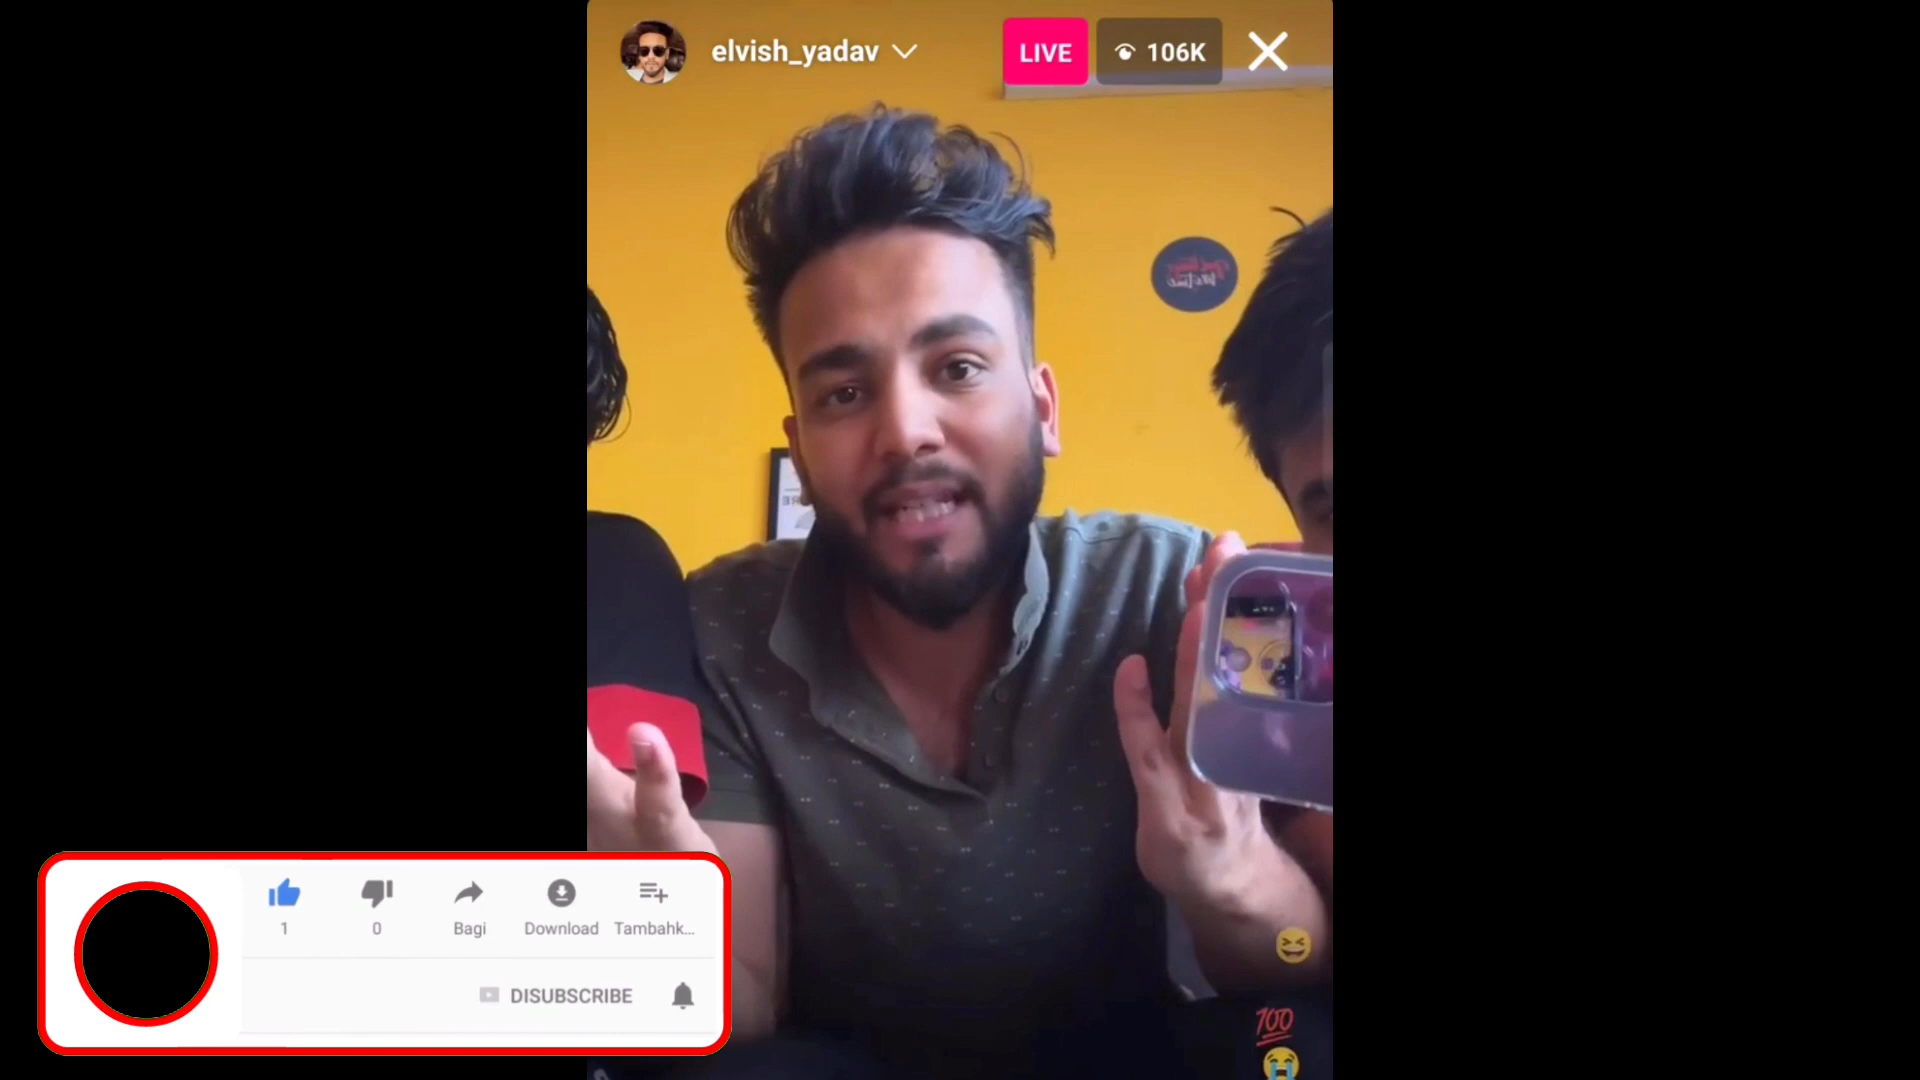 elvish_yadav
LIVE
106K
1
0
Bagi
Download
Tambahk...
DISUBSCRIBE
100